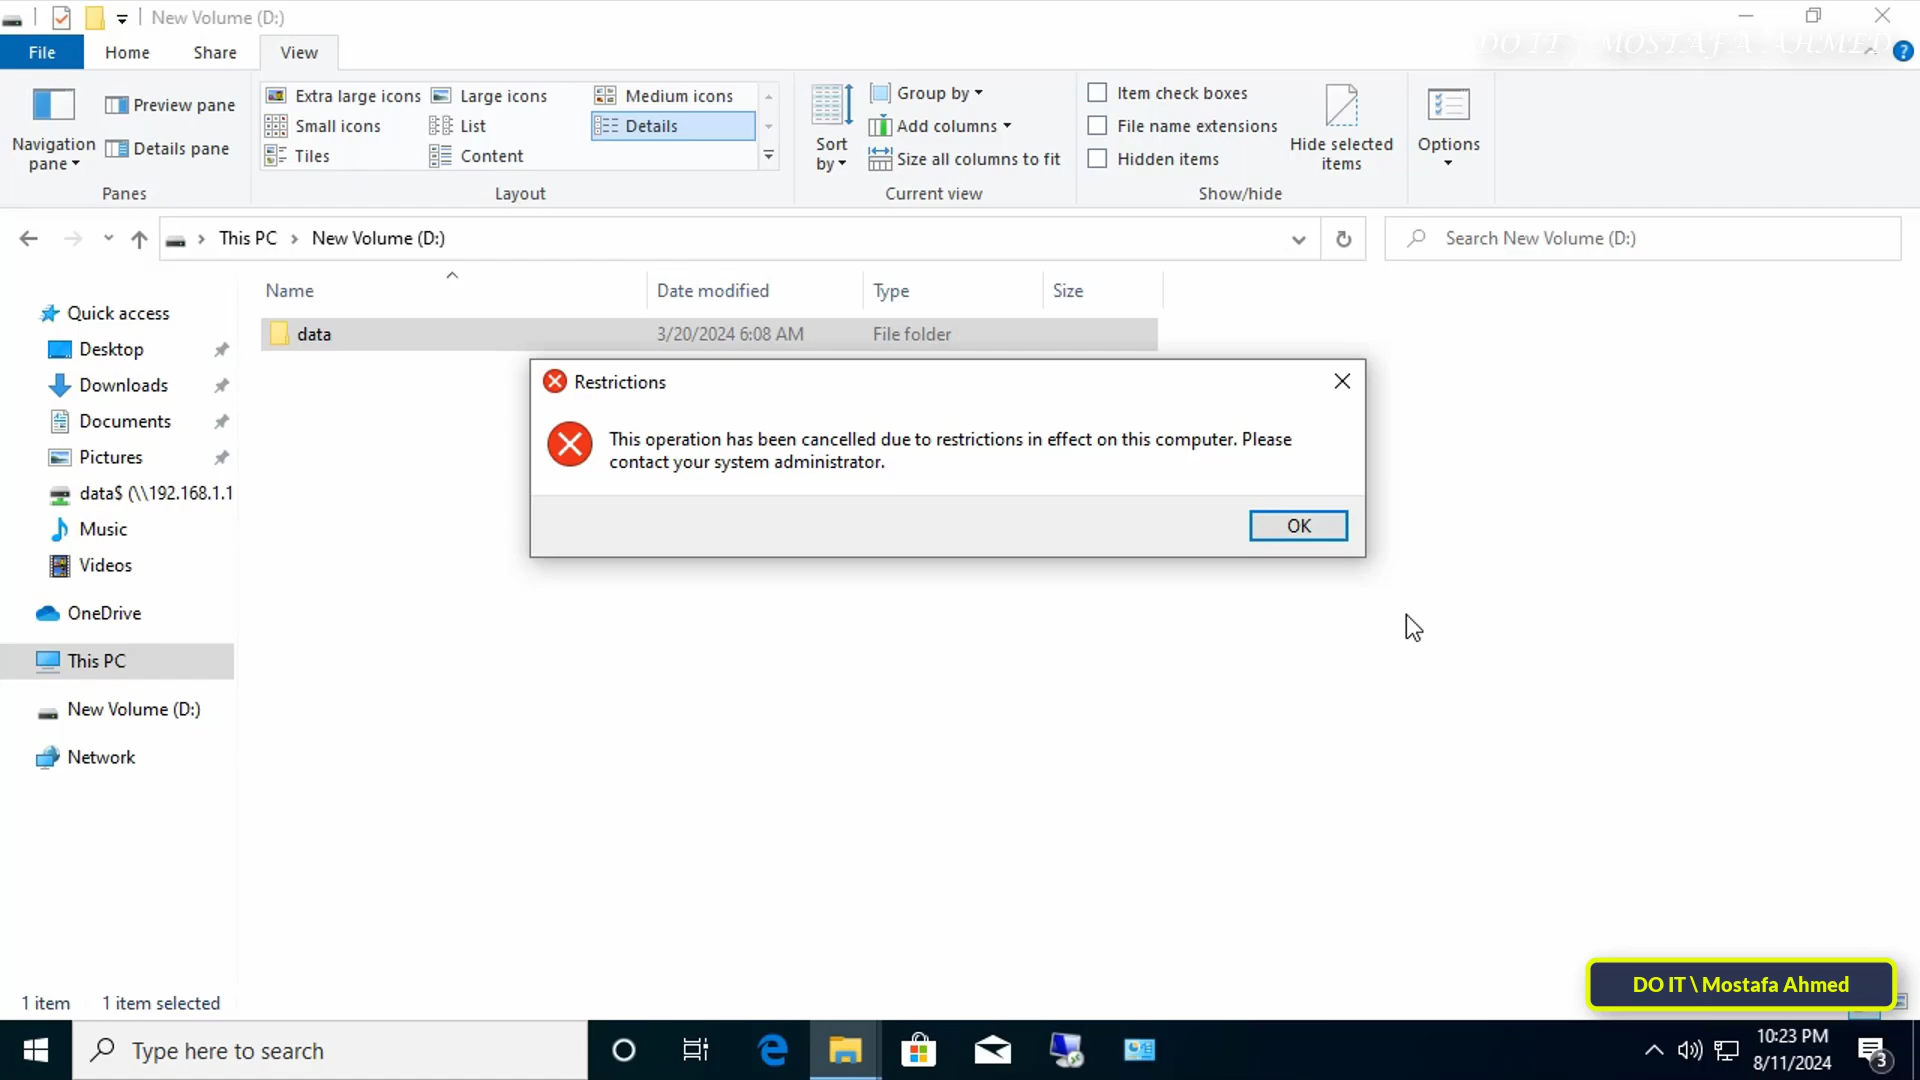 New Volume (D:)
DO IT \ MOSTAFA AHMED
File
Home
Share
View
Navigation
pane
Preview pane
Details pane
Panes
Extra large icons
Large icons
Medium icons
Small icons
List
Details
Tiles
Content
Layout
Sort
by
Group by
Add columns
Size all columns to fit
Current view
Item check boxes
File name extensions
Hidden items
Hide selected
items
Show/hide
Options
This PC
New Volume (D:)
Search New Volume (D:)
Name
Date modified
Type
Size
data
3/20/2024 6:08 AM
File folder
Quick access
Desktop
Downloads
Documents
Pictures
data$ (\\192.168.1.1
Music
Videos
OneDrive
This PC
New Volume (D:)
Network
Restrictions
This operation has been cancelled due to restrictions in effect on this computer. Please
contact your system administrator.
OK
1 item
1 item selected
DO IT \ Mostafa Ahmed
Type here to search
10:23 PM
8/11/2024
3